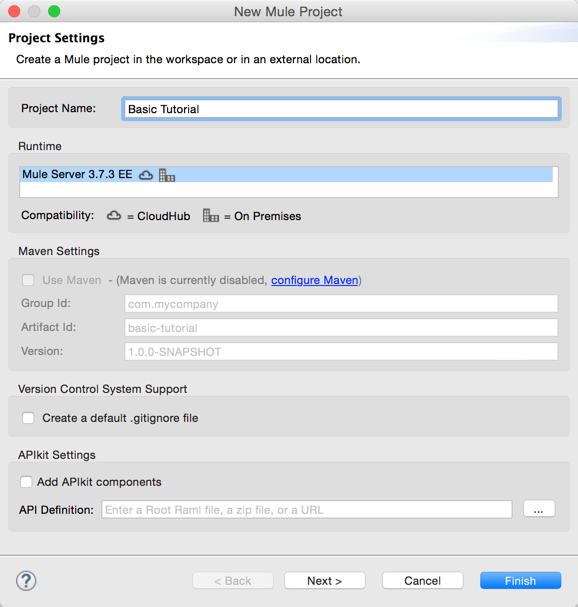 New Mule Project
Project Settings
Create a Mule project in the workspace or in an external location.
Project Name: Basic Tutorial
Runtime
Mule Server 3.7.3 EE
Compatibility: = CloudHub = On Premises
Maven Settings
Use Maven - (Maven is currently disabled, configure Maven)
Group Id: com.mycompany
Artifact Id: basic-tutorial
Version: 1.0.0-SNAPSHOT
Version Control System Support
Create a default .gitignore file
APIkit Settings
Add APIkit components
API Definition: Enter a Root Raml file, a zip file, or a URL ...
? < Back Next > Cancel Finish